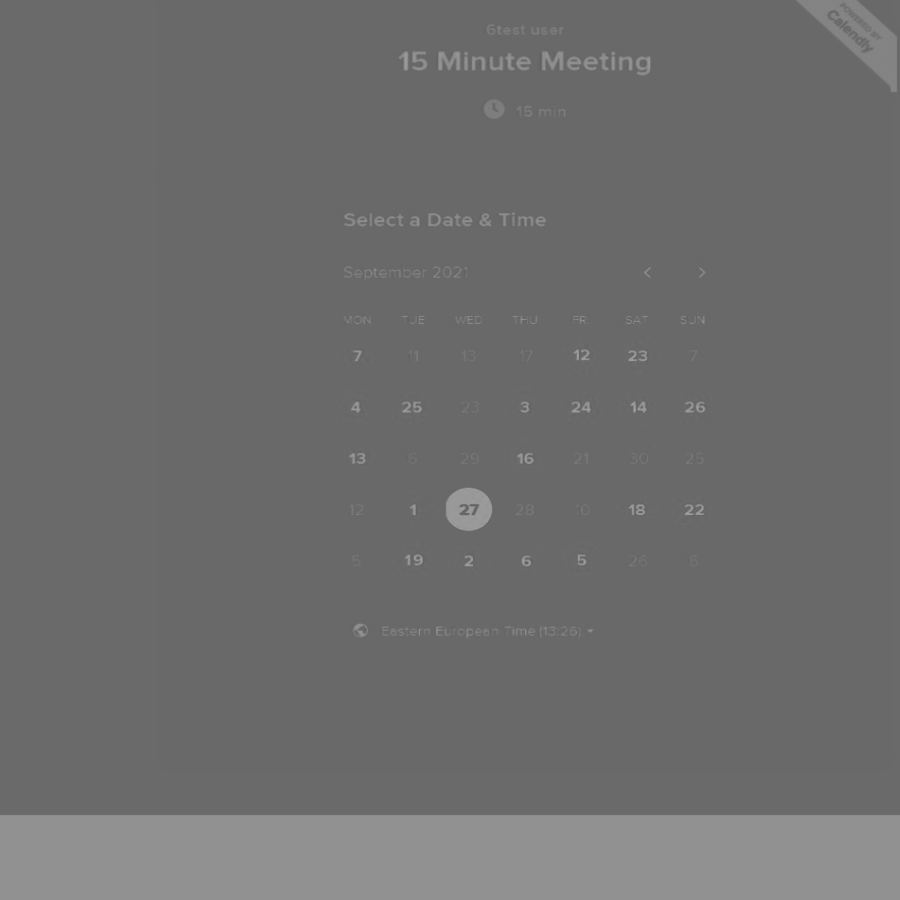 POWERED BY
Calendly
6test user
15 Minute Meeting
15 min
Select a Date & Time
September 2021
MON TUE WED THU FRI SAT SUN
7 11 13 17 12 23 7
4 25 23 3 24 14 26
13 6 29 16 21 30 25
12 1 27 28 10 18 22
5 19 2 6 5 26 6
Eastern European Time (13:26)